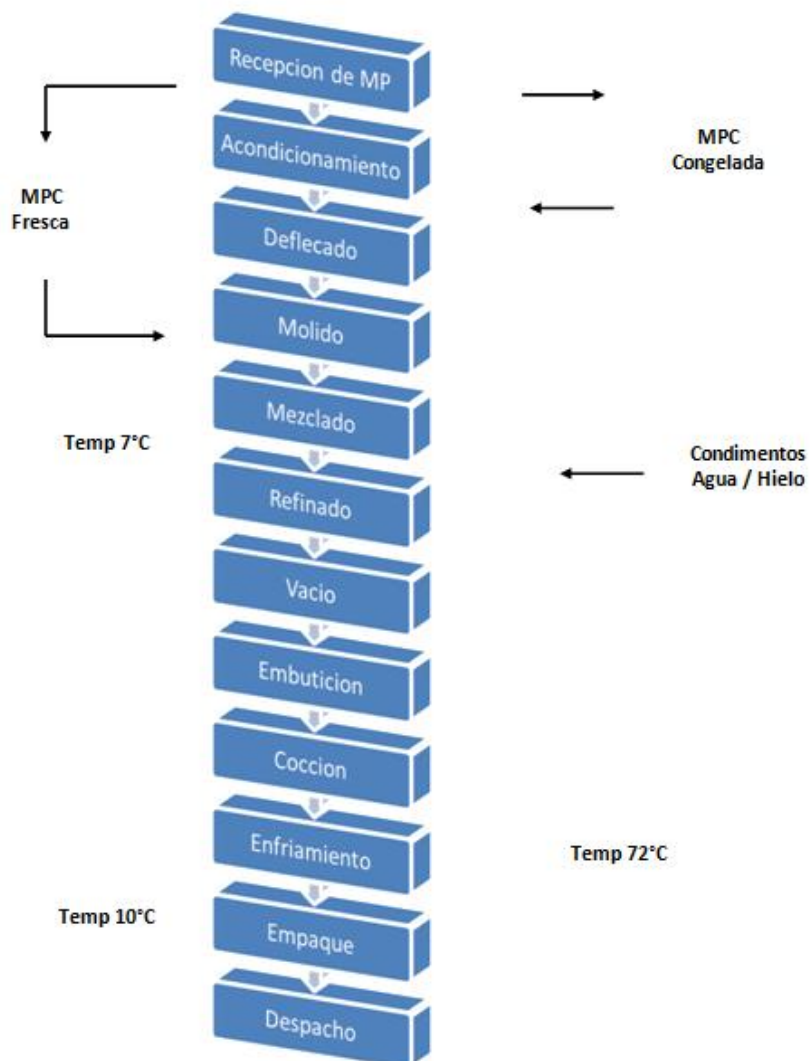 Recepcion de MP
Acondicionamiento
MPC
Congelada
MPC
Fresca
Deflecado
Molido
Mezclado
Temp 7°C
Condimentos
Agua / Hielo
Refinado
Vacio
Embuticion
Coccion
Enfriamiento
Temp 72°C
Temp 10°C
Empaque
Despacho